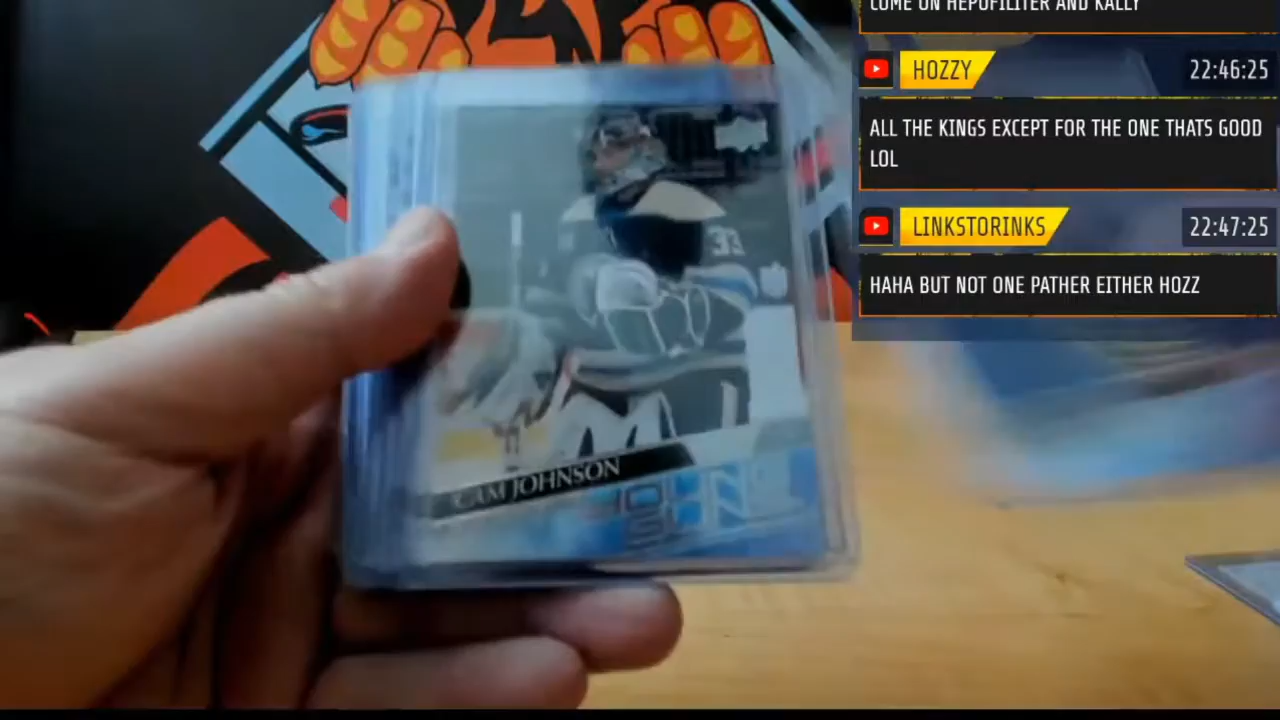 COME ON HEPOFILITER AND KALLY
HOZZY
22:46:25
ALL THE KINGS EXCEPT FOR THE ONE THATS GOOD
LOL
LINKSTORINKS
22:47:25
HAHA BUT NOT ONE PATHER EITHER HOZZ
33
CAM JOHNSON